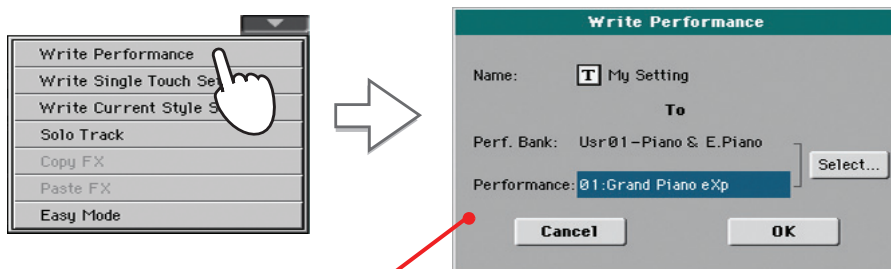 Write Performance
Write Single Touch Se
Write Current Style S
Solo Track
Copy FX
Paste FX
Easy Mode
Write Performance
Name: T My Setting
To
Perf. Bank: Usr01-Piano & E.Piano
Select...
Performance: 01:Grand Piano eXp
Cancel OK